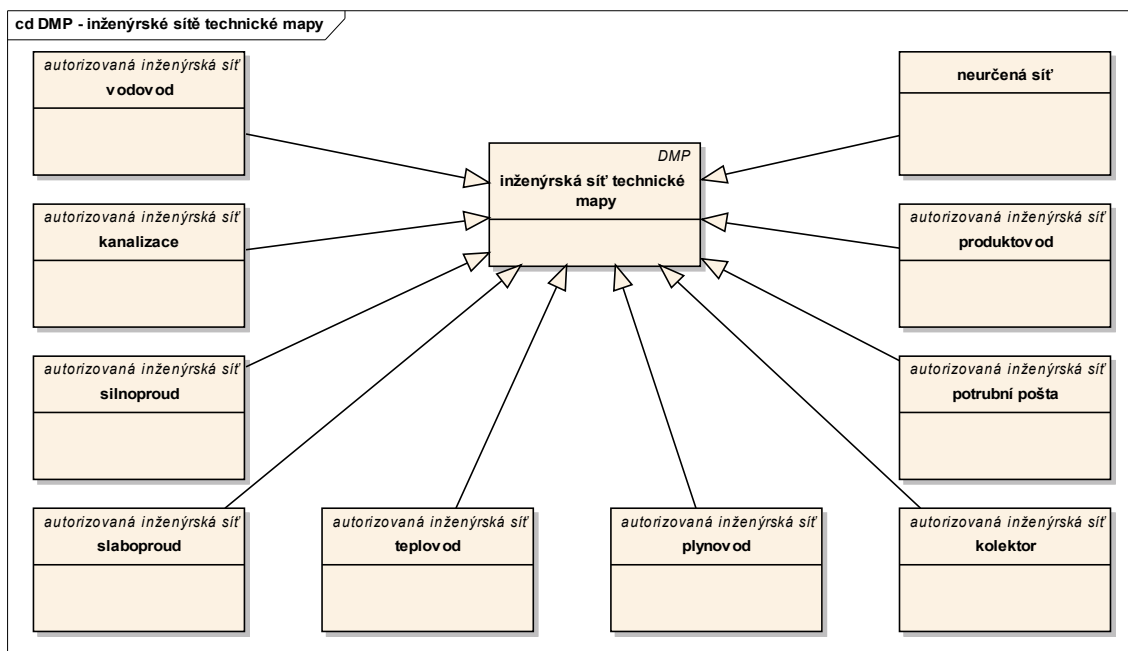 cd DMP - inženýrské sítě technické mapy
autorizovaná inženýrská síť
vodovod
neurčená síť
DMP
inženýrská síť technické
mapy
autorizovaná inženýrská síť
kanalizace
autorizovaná inženýrská síť
produktovod
autorizovaná inženýrská síť
silnoproud
autorizovaná inženýrská síť
potrubní pošta
autorizovaná inženýrská síť
slaboproud
autorizovaná inženýrská síť
teplovod
autorizovaná inženýrská síť
plynovod
autorizovaná inženýrská síť
kolektor